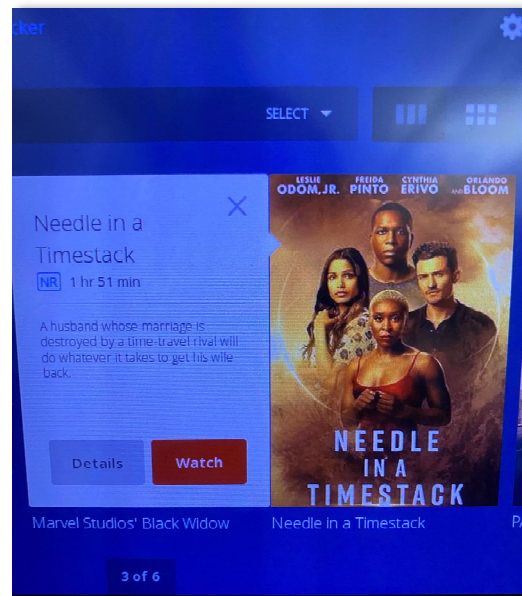 cker
SELECT
Needle in a
Timestack
NR 1 hr 51 min
A husband whose marriage is
destroyed by a time-travel rival will
do whatever it takes to get his wife
back.
Details
Watch
LESLIE ODOM, JR.
FREIDA PINTO
CYNTHIA ERIVO
AND ORLANDO BLOOM
NEEDLE
IN A
TIMESTACK
Marvel Studios' Black Widow
Needle in a Timestack
3 of 6